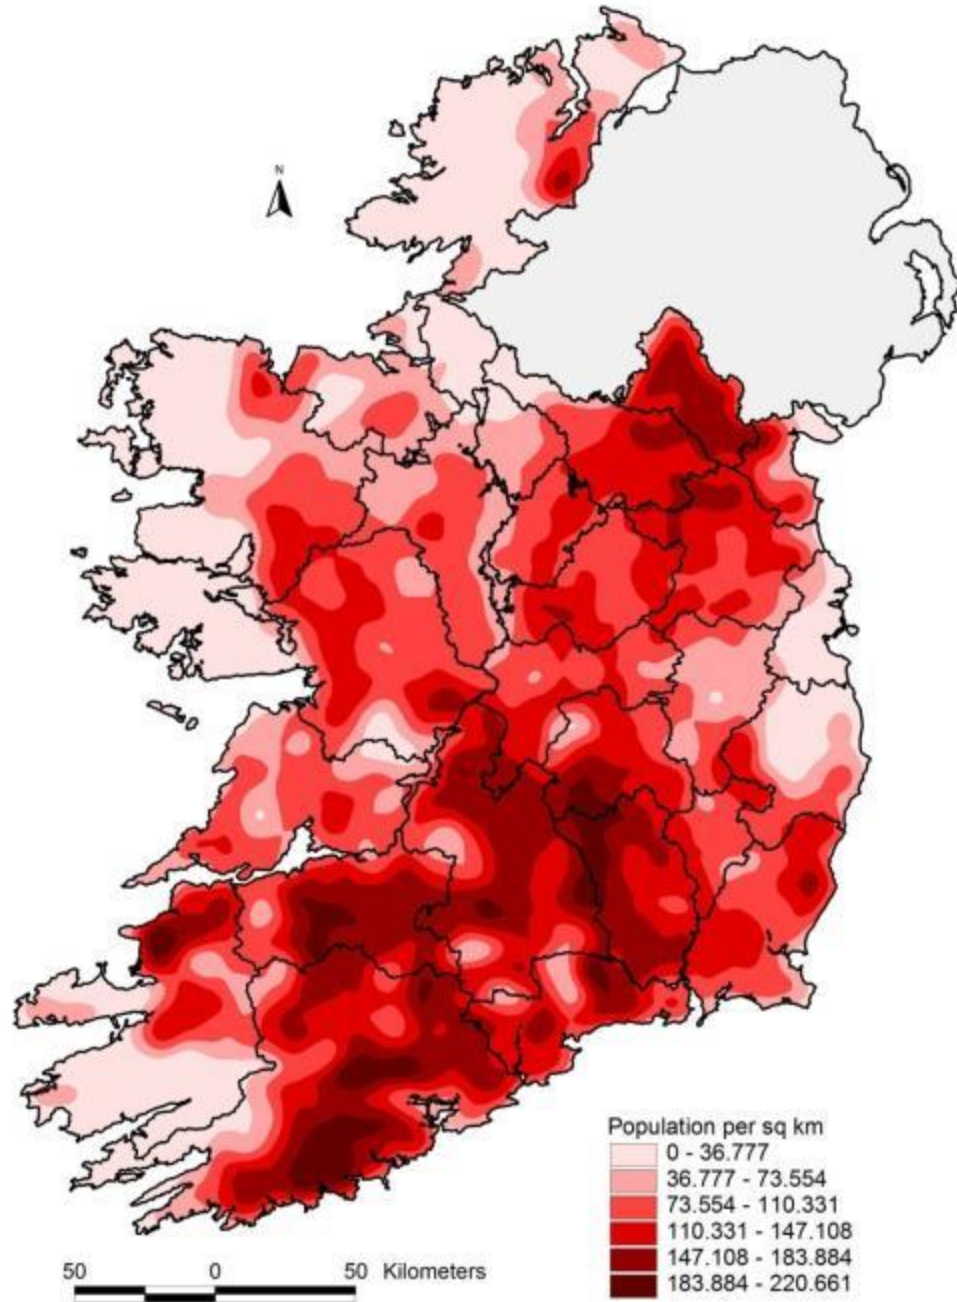 N
Population per sq km
0 - 36.777
36.777 - 73.554
73.554 - 110.331
110.331 - 147.108
147.108 - 183.884
183.884 - 220.661
50 0 50 Kilometers